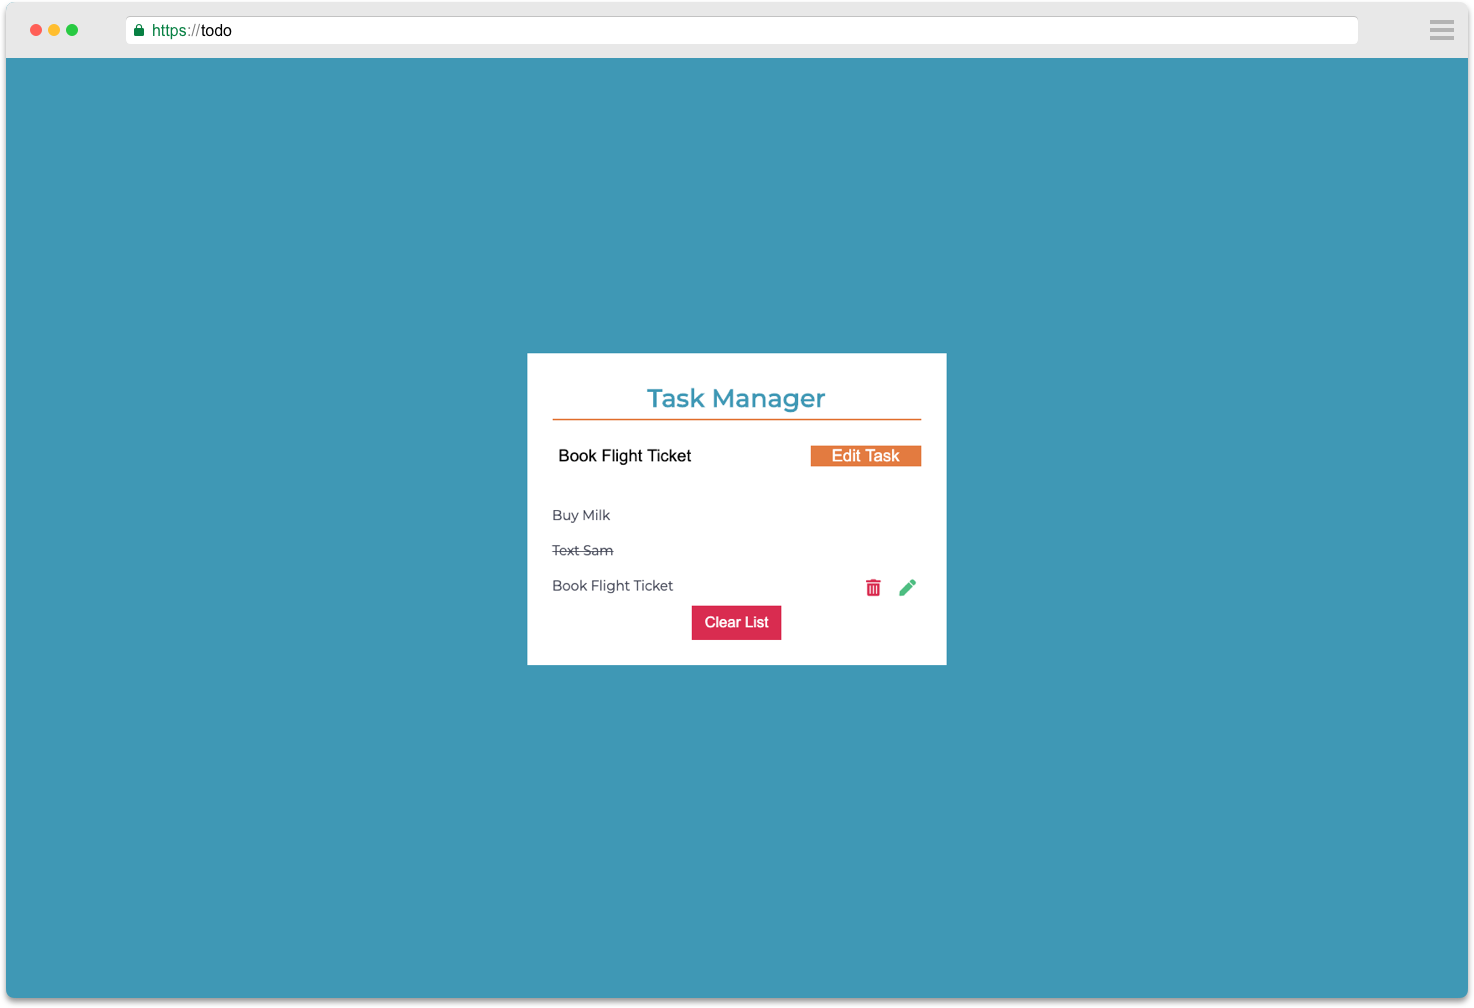 https://todo
Task Manager
Book Flight Ticket Edit Task
Buy Milk
Text Sam
Book Flight Ticket
Clear List